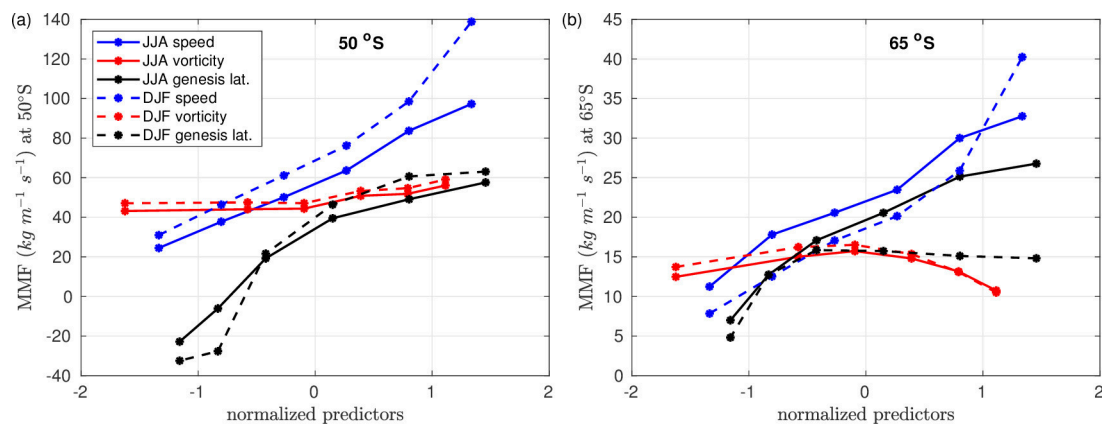 (a)
50 °S
JJA speed
JJA vorticity
JJA genesis lat.
DJF speed
DJF vorticity
DJF genesis lat.
MMF (kg m⁻¹ s⁻¹) at 50°S
140
120
100
80
60
40
20
0
-20
-40
-2
-1
0
1
2
normalized predictors
(b)
65 °S
MMF (kg m⁻¹ s⁻¹) at 65°S
45
40
35
30
25
20
15
10
5
0
-2
-1
0
1
2
normalized predictors